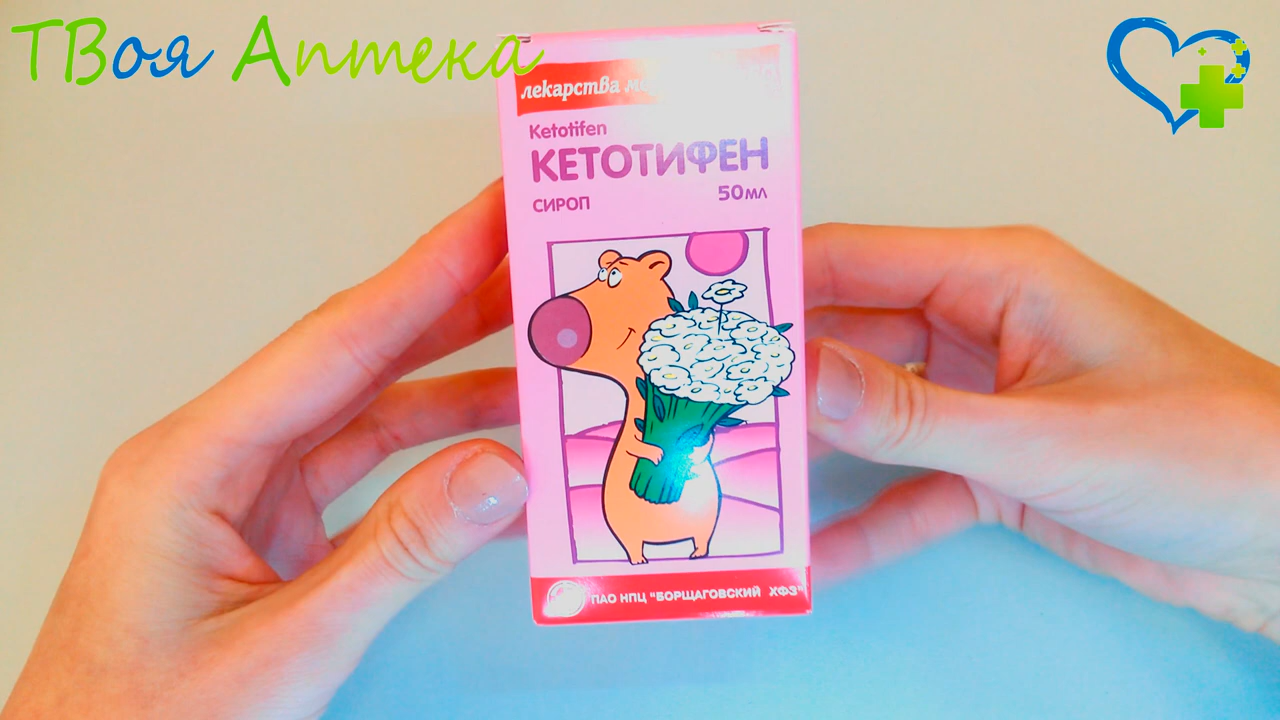 ТВоя Аптека
лекарства
Ketotifen
КЕТОТИФЕН
СИРОП 50мл
ПАО НПЦ "БОРЩАГОВСКИЙ ХФЗ"